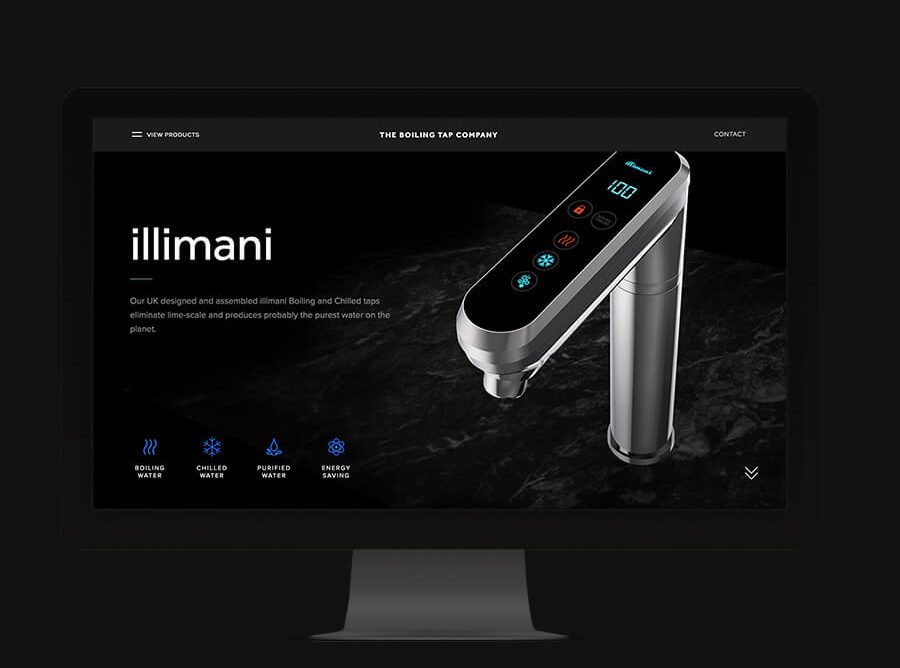 VIEW PRODUCTS
THE BOILING TAP COMPANY
CONTACT
illimani
100
illimani
Our UK designed and assembled illimani Boiling and Chilled taps
eliminate lime-scale and produces probably the purest water on the
planet.
BOILING
WATER
CHILLED
WATER
PURIFIED
WATER
ENERGY
SAVING